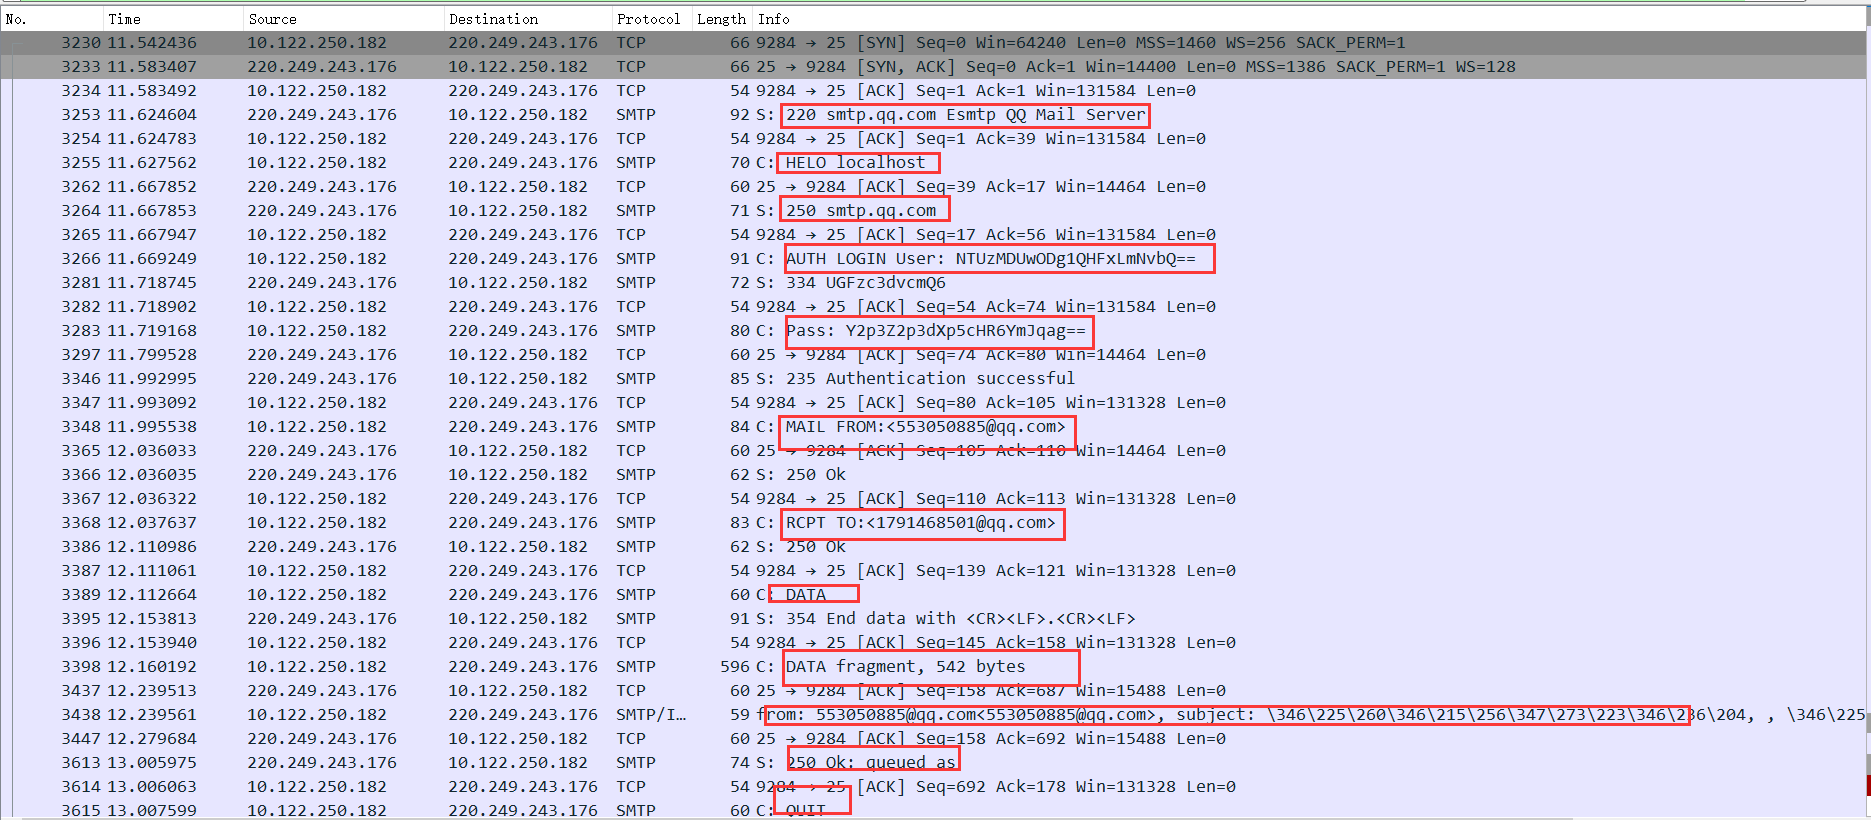 No. Time Source Destination Protocol Length Info
3230 11.542436 10.122.250.182 220.249.243.176 TCP 66 9284 → 25 [SYN] Seq=0 Win=64240 Len=0 MSS=1460 WS=256 SACK_PERM=1
3233 11.583407 220.249.243.176 10.122.250.182 TCP 66 25 → 9284 [SYN, ACK] Seq=0 Ack=1 Win=14400 Len=0 MSS=1386 SACK_PERM=1 WS=128
3234 11.583492 10.122.250.182 220.249.243.176 TCP 54 9284 → 25 [ACK] Seq=1 Ack=1 Win=131584 Len=0
3253 11.624604 220.249.243.176 10.122.250.182 SMTP 92 S: 220 smtp.qq.com Esmtp QQ Mail Server
3254 11.624783 10.122.250.182 220.249.243.176 TCP 54 9284 → 25 [ACK] Seq=1 Ack=39 Win=131584 Len=0
3255 11.627562 10.122.250.182 220.249.243.176 SMTP 70 C: HELO localhost
3262 11.667852 220.249.243.176 10.122.250.182 TCP 60 25 → 9284 [ACK] Seq=39 Ack=17 Win=14464 Len=0
3264 11.667853 220.249.243.176 10.122.250.182 SMTP 71 S: 250 smtp.qq.com
3265 11.667947 10.122.250.182 220.249.243.176 TCP 54 9284 → 25 [ACK] Seq=17 Ack=56 Win=131584 Len=0
3266 11.669249 10.122.250.182 220.249.243.176 SMTP 91 C: AUTH LOGIN User: NTUzMDUwODg1QHFxLmNvbQ==
3281 11.718745 220.249.243.176 10.122.250.182 SMTP 72 S: 334 UGFzc3dvcmQ6
3282 11.718902 10.122.250.182 220.249.243.176 TCP 54 9284 → 25 [ACK] Seq=54 Ack=74 Win=131584 Len=0
3283 11.719168 10.122.250.182 220.249.243.176 SMTP 80 C: Pass: Y2p3Z2p3dXp5cHR6YmJqag==
3297 11.799528 220.249.243.176 10.122.250.182 TCP 60 25 → 9284 [ACK] Seq=74 Ack=80 Win=14464 Len=0
3346 11.992995 220.249.243.176 10.122.250.182 SMTP 85 S: 235 Authentication successful
3347 11.993092 10.122.250.182 220.249.243.176 TCP 54 9284 → 25 [ACK] Seq=80 Ack=105 Win=131328 Len=0
3348 11.995538 10.122.250.182 220.249.243.176 SMTP 84 C: MAIL FROM:<553050885@qq.com>
3365 12.036033 220.249.243.176 10.122.250.182 TCP 60 25 → 9284 [ACK] Seq=105 Ack=110 Win=14464 Len=0
3366 12.036035 220.249.243.176 10.122.250.182 SMTP 62 S: 250 Ok
3367 12.036322 10.122.250.182 220.249.243.176 TCP 54 9284 → 25 [ACK] Seq=110 Ack=113 Win=131328 Len=0
3368 12.037637 10.122.250.182 220.249.243.176 SMTP 83 C: RCPT TO:<1791468501@qq.com>
3386 12.110986 220.249.243.176 10.122.250.182 SMTP 62 S: 250 Ok
3387 12.111061 10.122.250.182 220.249.243.176 TCP 54 9284 → 25 [ACK] Seq=139 Ack=121 Win=131328 Len=0
3389 12.112664 10.122.250.182 220.249.243.176 SMTP 60 C: DATA
3395 12.153813 220.249.243.176 10.122.250.182 SMTP 91 S: 354 End data with <CR><LF>.<CR><LF>
3396 12.153940 10.122.250.182 220.249.243.176 TCP 54 9284 → 25 [ACK] Seq=145 Ack=158 Win=131328 Len=0
3398 12.160192 10.122.250.182 220.249.243.176 SMTP 596 C: DATA fragment, 542 bytes
3437 12.239513 220.249.243.176 10.122.250.182 TCP 60 25 → 9284 [ACK] Seq=158 Ack=687 Win=15488 Len=0
3438 12.239561 10.122.250.182 220.249.243.176 SMTP/I… 59 from: 553050885@qq.com<553050885@qq.com>, subject: \346\225\260\346\215\256\347\273\223\346\236\204, , \346\225
3447 12.279684 220.249.243.176 10.122.250.182 TCP 60 25 → 9284 [ACK] Seq=158 Ack=692 Win=15488 Len=0
3613 13.005975 220.249.243.176 10.122.250.182 SMTP 74 S: 250 Ok: queued as
3614 13.006063 10.122.250.182 220.249.243.176 TCP 54 9284 → 25 [ACK] Seq=692 Ack=178 Win=131328 Len=0
3615 13.007599 10.122.250.182 220.249.243.176 SMTP 60 C: QUIT